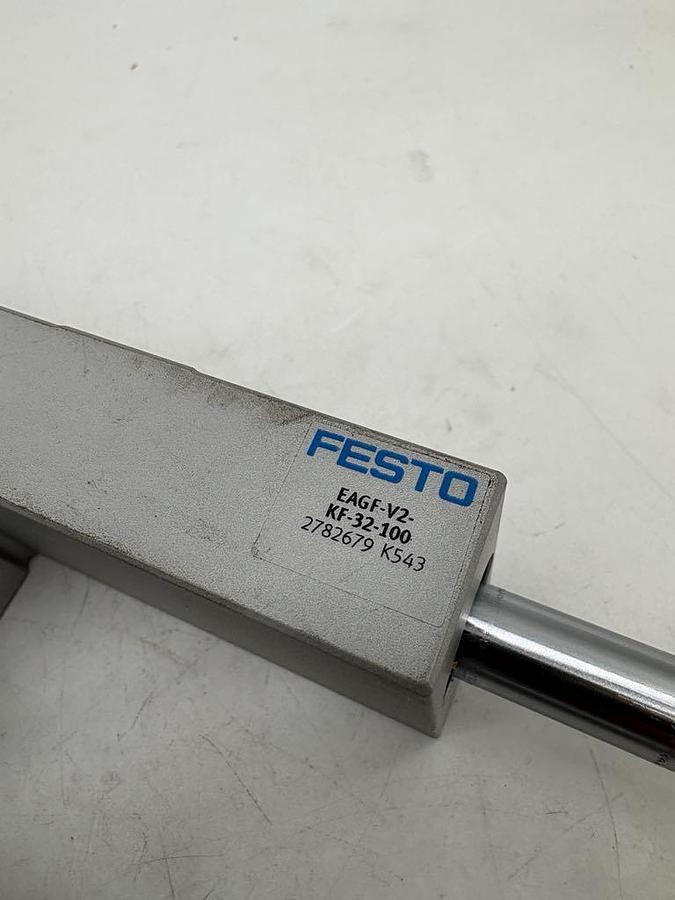 FESTO
EAGF-V2-
KF-32-100
2782679 K543